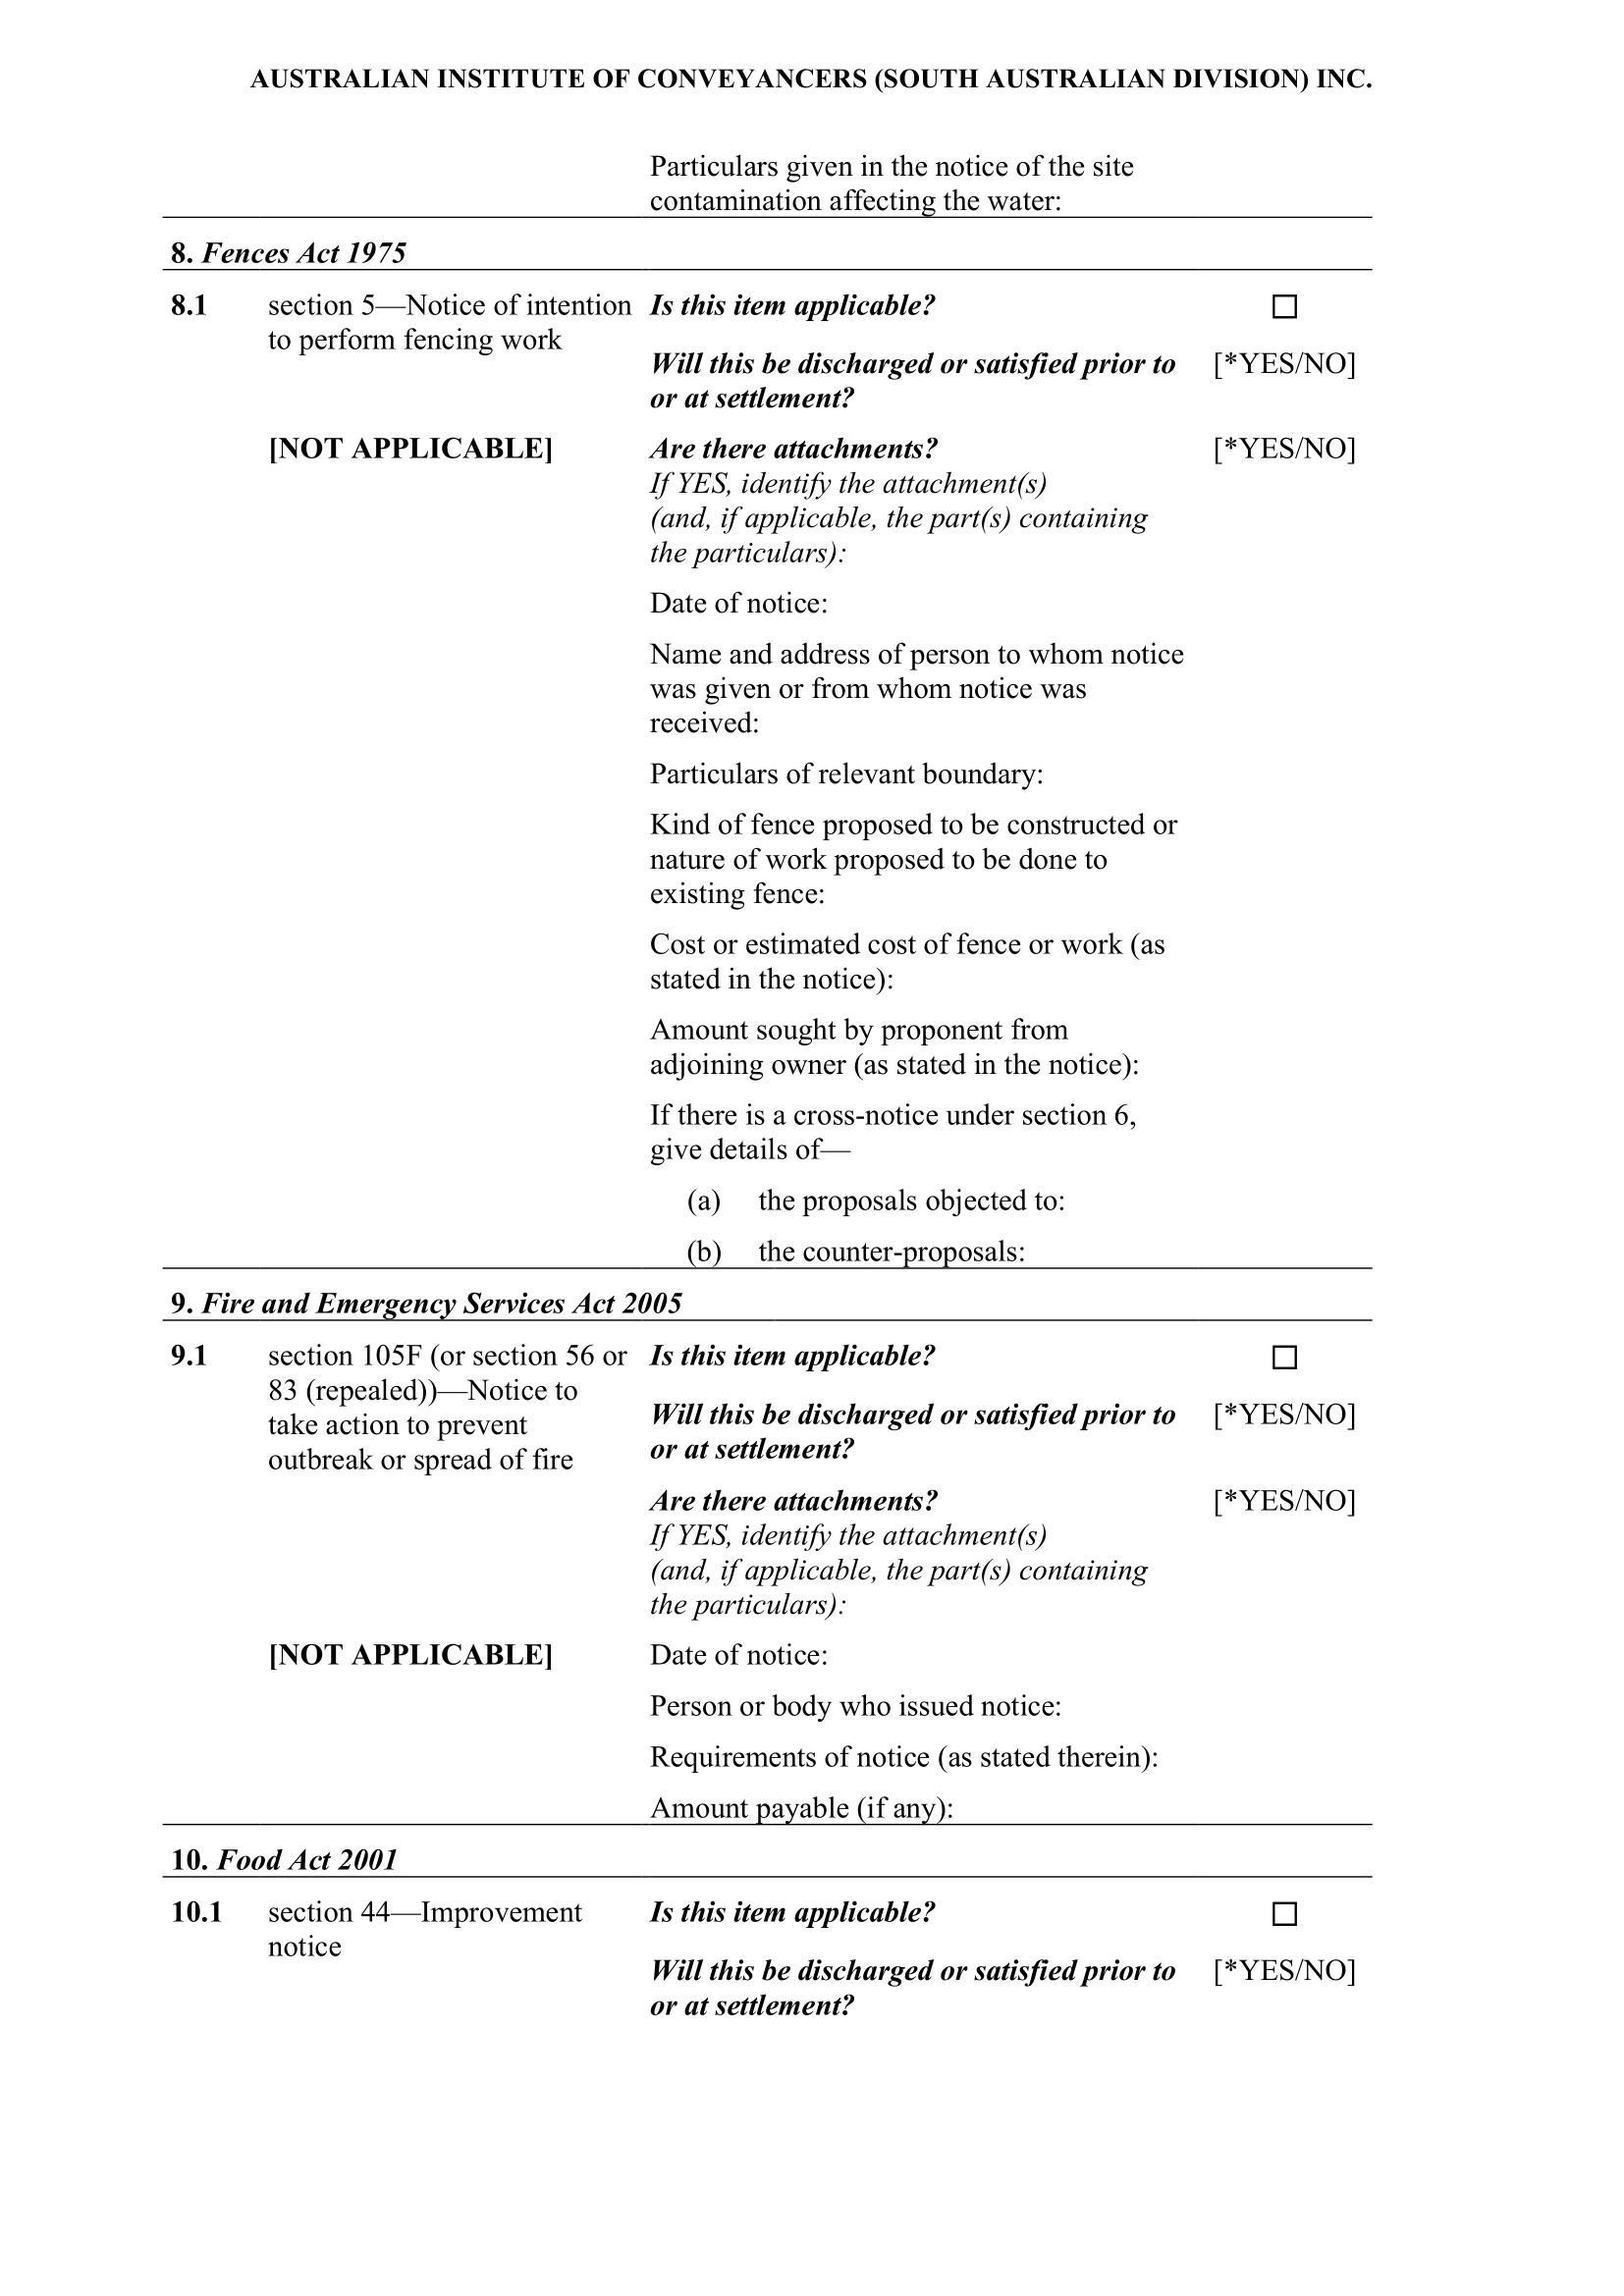 AUSTRALIAN INSTITUTE OF CONVEYANCERS (SOUTH AUSTRALIAN DIVISION) INC.
Particulars given in the notice of the site
contamination affecting the water:
8. Fences Act 1975
8.1 section 5—Notice of intention Is this item applicable? ☐
to perform fencing work
Will this be discharged or satisfied prior to [*YES/NO]
or at settlement?
[NOT APPLICABLE] Are there attachments? [*YES/NO]
If YES, identify the attachment(s)
(and, if applicable, the part(s) containing
the particulars):
Date of notice:
Name and address of person to whom notice
was given or from whom notice was
received:
Particulars of relevant boundary:
Kind of fence proposed to be constructed or
nature of work proposed to be done to
existing fence:
Cost or estimated cost of fence or work (as
stated in the notice):
Amount sought by proponent from
adjoining owner (as stated in the notice):
If there is a cross-notice under section 6,
give details of—
(a) the proposals objected to:
(b) the counter-proposals:
9. Fire and Emergency Services Act 2005
9.1 section 105F (or section 56 or Is this item applicable? ☐
83 (repealed))—Notice to
take action to prevent Will this be discharged or satisfied prior to [*YES/NO]
outbreak or spread of fire or at settlement?
Are there attachments? [*YES/NO]
If YES, identify the attachment(s)
(and, if applicable, the part(s) containing
the particulars):
[NOT APPLICABLE] Date of notice:
Person or body who issued notice:
Requirements of notice (as stated therein):
Amount payable (if any):
10. Food Act 2001
10.1 section 44—Improvement Is this item applicable? ☐
notice
Will this be discharged or satisfied prior to [*YES/NO]
or at settlement?